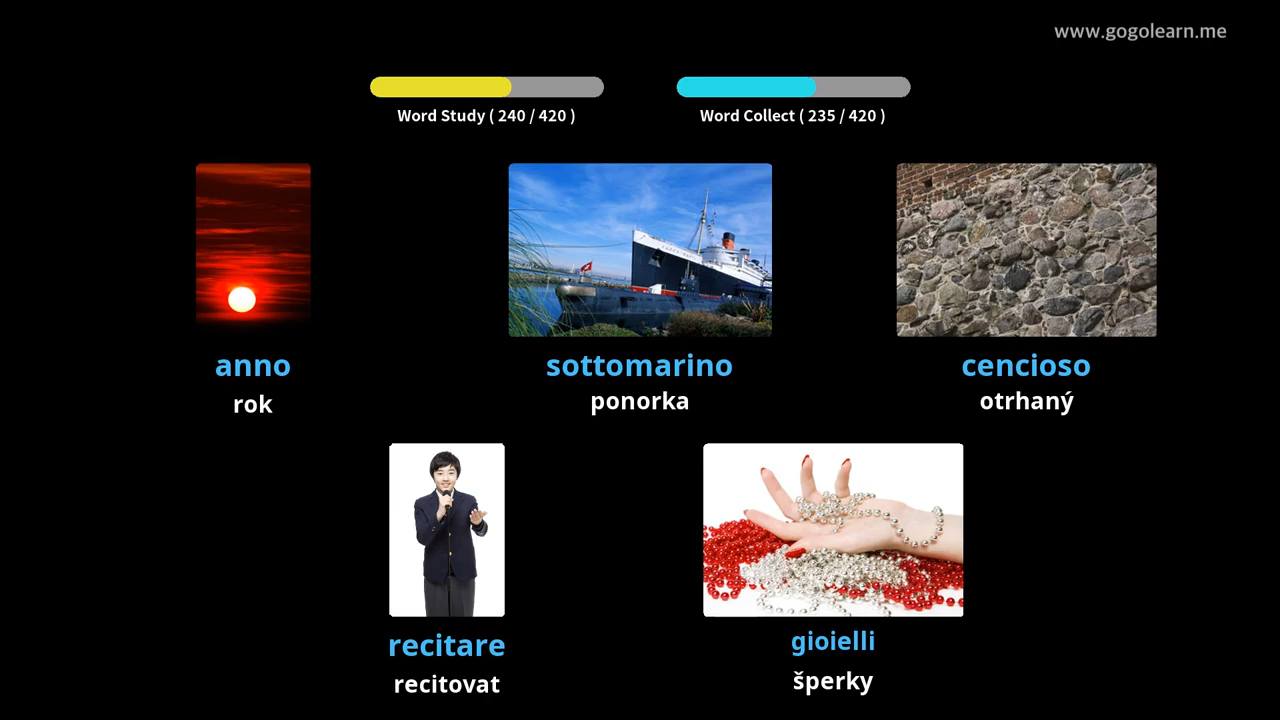 www.gogolearn.me
Word Study ( 240 / 420 )
Word Collect ( 235 / 420 )
anno
rok
sottomarino
ponorka
cencioso
otrhaný
recitare
recitovat
gioielli
šperky